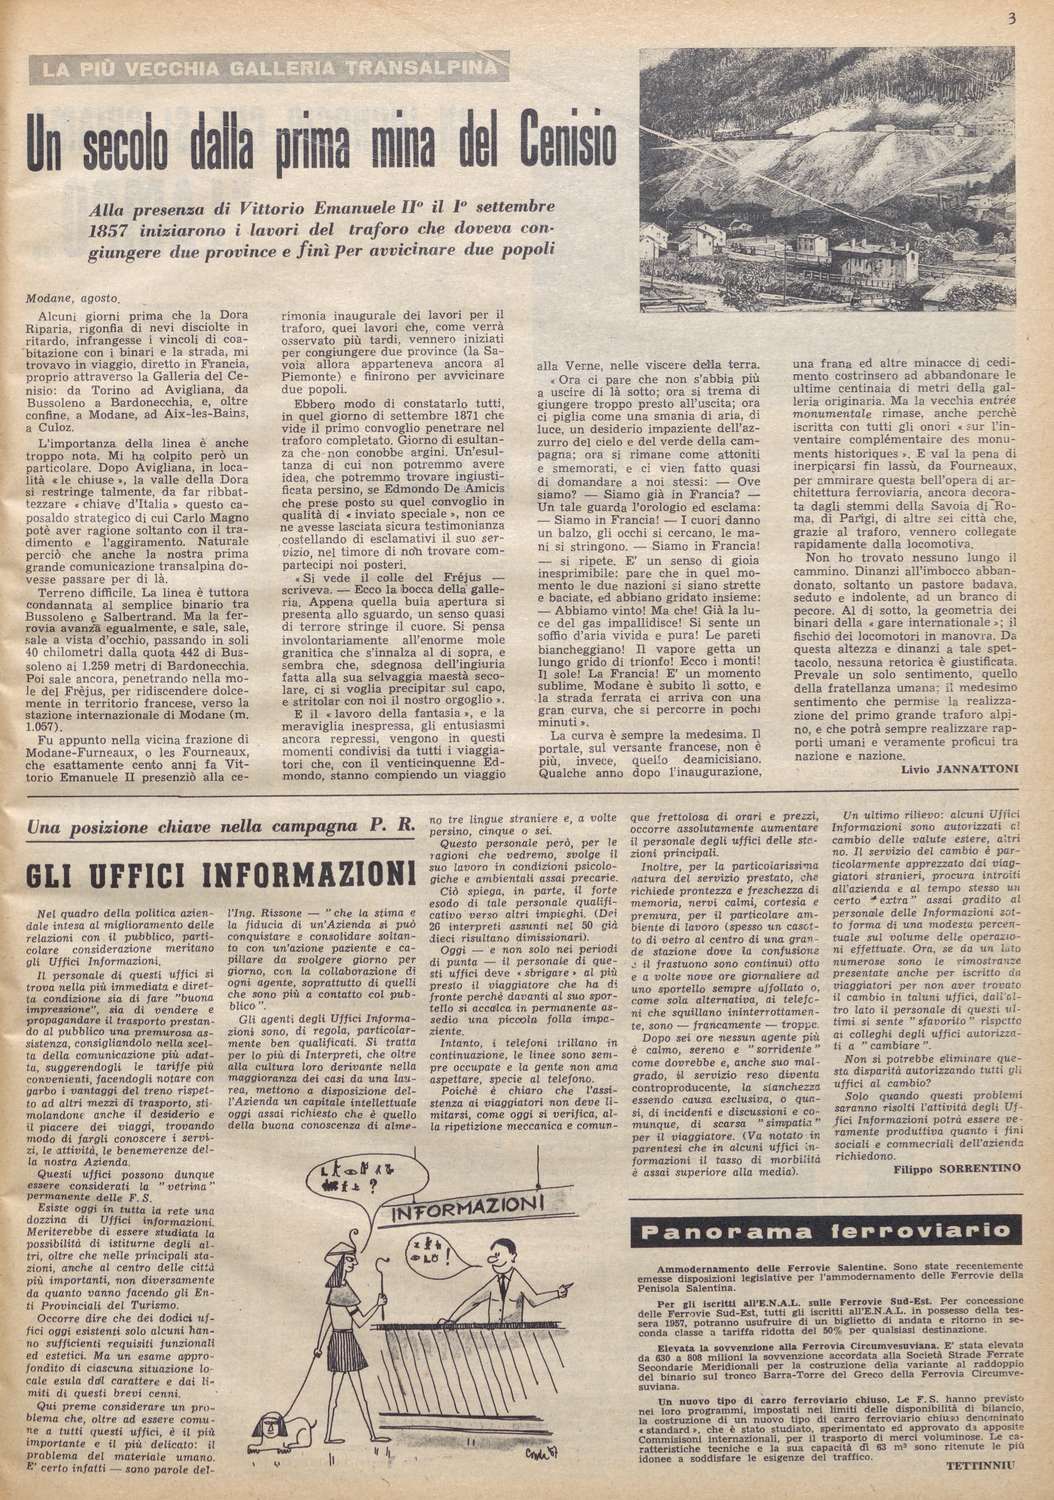 3
LA PIÙ VECCHIA GALLERIA TRANSALPINA
Un secolo dalla prima mina del Cenisio
Alla presenza di Vittorio Emanuele IIº il 1º settembre
1857 iniziarono i lavori del traforo che doveva con-
giungere due province e finì per avvicinare due popoli
Modane, agosto.
Alcuni giorni prima che la Dora
Riparia, rigonfia di nevi disciolte in
ritardo, infrangesse i vincoli di coa-
bitazione con i binari e la strada, mi
trovavo in viaggio, diretto in Francia,
proprio attraverso la Galleria del Ce-
nisio: da Torino ad Avigliana, da
Bussoleno a Bardonecchia, e, oltre
confine, a Modane, ad Aix-les-Bains,
a Culoz.
L'importanza della linea è anche
troppo nota. Mi ha colpito però un
particolare. Dopo Avigliana, in loca-
lità «le chiuse», la valle della Dora
si restringe talmente, da far ribbat-
tezzare «chiave d'Italia» questo ca-
posaldo strategico di cui Carlo Magno
potè aver ragione soltanto con il tra-
dimento e l'aggiramento. Naturale
perciò che anche la nostra prima
grande comunicazione transalpina do-
vesse passare per di là.
Terreno difficile. La linea è tuttora
condannata al semplice binario tra
Bussoleno e Salbertrand. Ma la fer-
rovia avanza egualmente, e sale, sale,
sale a vista d'occhio, passando in soli
40 chilometri dalla quota 442 di Bus-
soleno ai 1.259 metri di Bardonecchia.
Poi sale ancora, penetrando nella mo-
le del Frèjus, per ridiscendere dolce-
mente in territorio francese, verso la
stazione internazionale di Modane (m.
1.057).
Fu appunto nella vicina frazione di
Modane-Furneaux, o les Fourneaux,
che esattamente cento anni fa Vit-
torio Emanuele II presenziò alla ce-
rimonia inaugurale dei lavori per il
traforo, quei lavori che, come verrà
osservato più tardi, vennero iniziati
per congiungere due province (la Sa-
voia allora apparteneva ancora al
Piemonte) e finirono per avvicinare
due popoli.
Ebbero modo di constatarlo tutti,
in quel giorno di settembre 1871 che
vide il primo convoglio penetrare nel
traforo completato. Giorno di esultan-
za che non conobbe argini. Un'esul-
tanza di cui non potremmo avere
idea, che potremmo trovare ingiusti-
ficata persino, se Edmondo De Amicis
che prese posto su quel convoglio in
qualità di «inviato speciale», non ce
ne avesse lasciata sicura testimonianza
costellando di esclamativi il suo ser-
vizio, nel timore di non trovare com-
partecipi noi posteri.
«Si vede il colle del Fréjus —
scriveva. — Ecco la bocca della galle-
ria. Appena quella buia apertura si
presenta allo sguardo, un senso quasi
di terrore stringe il cuore. Si pensa
involontariamente all'enorme mole
granitica che s'innalza al di sopra, e
sembra che, sdegnosa dell'ingiuria
fatta alla sua selvaggia maestà seco-
lare, ci si voglia precipitar sul capo,
e stritolar con noi il nostro orgoglio».
E il «lavoro della fantasia», e la
meraviglia inespressa, gli entusiasmi
ancora repressi, vengono in questi
momenti condivisi da tutti i viaggia-
tori che, con il venticinquenne Ed-
mondo, stanno compiendo un viaggio
alla Verne, nelle viscere della terra.
«Ora ci pare che non s'abbia più
a uscire di là sotto; ora si trema di
giungere troppo presto all'uscita; ora
ci piglia come una smania di aria, di
luce, un desiderio impaziente dell'az-
zurro del cielo e del verde della cam-
pagna; ora si rimane come attoniti
e smemorati, e ci vien fatto quasi
di domandare a noi stessi: — Ove
siamo? — Siamo già in Francia? —
Un tale guarda l'orologio ed esclama:
— Siamo in Francia! — I cuori danno
un balzo, gli occhi si cercano, le ma-
ni si stringono. — Siamo in Francia!
— si ripete. E' un senso di gioia
inesprimibile: pare che in quel mo-
mento le due nazioni si siano strette
e baciate, ed abbiano gridato insieme:
— Abbiamo vinto! Ma che! Già la lu-
ce del gas impallidisce! Si sente un
soffio d'aria vivida e pura! Le pareti
biancheggiano! Il vapore getta un
lungo grido di trionfo! Ecco i monti!
Il sole! La Francia! E' un momento
sublime. Modane è subito lì sotto, e
la strada ferrata ci arriva con una
gran curva, che si percorre in pochi
minuti».
La curva è sempre la medesima. Il
portale, sul versante francese, non è
più, invece, quello deamicisiano.
Qualche anno dopo l'inaugurazione,
una frana ed altre minacce di cedi-
mento costrinsero ad abbandonare le
ultime centinaia di metri della gal-
leria originaria. Ma la vecchia entrée
monumentale rimase, anche perchè
iscritta con tutti gli onori «sur l'in-
ventaire complémentaire des monu-
ments historiques». E val la pena di
inerpicarsi fin lassù, da Fourneaux,
per ammirare questa bell'opera di ar-
chitettura ferroviaria, ancora decora-
ta dagli stemmi della Savoia di Ro-
ma, di Parigi, di altre sei città che,
grazie al traforo, vennero collegate
rapidamente dalla locomotiva.
Non ho trovato nessuno lungo il
cammino. Dinanzi all'imbocco abban-
donato, soltanto un pastore badava,
seduto e indolente, ad un branco di
pecore. Al di sotto, la geometria dei
binari della «gare internationale»; il
fischio dei locomotori in manovra. Da
questa altezza e dinanzi a tale spet-
tacolo, nessuna retorica è giustificata.
Prevale un solo sentimento, quello
della fratellanza umana; il medesimo
sentimento che permise la realizza-
zione del primo grande traforo alpi-
no, e che potrà sempre realizzare rap-
porti umani e veramente proficui tra
nazione e nazione.
Livio JANNATTONI
Una posizione chiave nella campagna P. R.
GLI UFFICI INFORMAZIONI
Nel quadro della politica azien-
dale intesa al miglioramento delle
relazioni con il pubblico, parti-
colare considerazione meritano
gli Uffici Informazioni.
Il personale di questi uffici si
trova nella più immediata e diret-
ta condizione sia di fare "buona
impressione", sia di vendere e
propagandare il trasporto prestan-
do al pubblico una premurosa as-
sistenza, consigliandolo nella scel-
ta della comunicazione più adat-
ta, suggerendogli le tariffe più
convenienti, facendogli notare con
garbo i vantaggi del treno rispet-
to ad altri mezzi di trasporto, sti-
molandone anche il desiderio e
il piacere dei viaggi, trovando
modo di fargli conoscere i servi-
zi, le attività, le benemerenze del-
la nostra Azienda.
Questi uffici possono dunque
essere considerati la "vetrina"
permanente delle F.S.
Esiste oggi in tutta la rete una
dozzina di Uffici informazioni.
Meriterebbe di essere studiata la
possibilità di istiturne degli al-
tri, oltre che nelle principali sta-
zioni, anche al centro delle città
più importanti, non diversamente
da quanto vanno facendo gli En-
ti Provinciali del Turismo.
Occorre dire che dei dodici uf-
fici oggi esistenti solo alcuni han-
no sufficienti requisiti funzionali
ed estetici. Ma un esame appro-
fondito di ciascuna situazione lo-
cale esula dal carattere e dai li-
miti di questi brevi cenni.
Qui preme considerare un pro-
blema che, oltre ad essere comu-
ne a tutti questi uffici, è il più
importante e il più delicato: il
problema del materiale umano.
E' certo infatti — sono parole del-
l'Ing. Rissone — "che la stima e
la fiducia di un'Azienda si può
conquistare e consolidare soltan-
to con un'azione paziente e ca-
pillare da svolgere giorno per
giorno, con la collaborazione di
ogni agente, soprattutto di quelli
che sono più a contatto col pub-
blico".
Gli agenti degli Uffici Informa-
zioni sono, di regola, particolar-
mente ben qualificati. Si tratta
per lo più di Interpreti, che oltre
alla cultura loro derivante nella
maggioranza dei casi da una lau-
rea, mettono a disposizione del-
l'Azienda un capitale intellettuale
oggi assai richiesto che è quello
della buona conoscenza di alme-
no tre lingue straniere e, a volte
persino, cinque o sei.
Questo personale però, per le
ragioni che vedremo, svolge il
suo lavoro in condizioni psicolo-
giche e ambientali assai precarie.
Ciò spiega, in parte, il forte
esodo di tale personale qualifi-
cativo verso altri impieghi. (Dei
26 interpreti assunti nel 50 già
dieci risultano dimissionari).
Oggi — e non solo nei periodi
di punta — il personale di que-
sti uffici deve «sbrigare» al più
presto il viaggiatore che ha di
fronte perchè davanti al suo spor-
tello si accalca in permanente as-
sedio una piccola folla impa-
ziente.
Intanto, i telefoni trillano in
continuazione, le linee sono sem-
pre occupate e la gente non ama
aspettare, specie al telefono.
Poichè è chiaro che l'assi-
stenza ai viaggiatori non deve li-
mitarsi, come oggi si verifica, al-
la ripetizione meccanica e comun-
que frettolosa di orari e prezzi,
occorre assolutamente aumentare
il personale degli uffici delle sta-
zioni principali.
Inoltre, per la particolarissima
natura del servizio prestato, che
richiede prontezza e freschezza di
memoria, nervi calmi, cortesia e
premura, per il particolare am-
biente di lavoro (spesso un casot-
to di vetro al centro di una gran-
de stazione dove la confusione
e il frastuono sono continui) otto
e a volte nove ore giornaliere ad
uno sportello sempre affollato o,
come sola alternativa, ai telefo-
ni che squillano ininterrottamen-
te, sono — francamente — troppe.
Dopo sei ore nessun agente più
è calmo, sereno e "sorridente"
come dovrebbe e, anche suo mal-
grado, il servizio reso diventa
controproducente, la stanchezza
essendo causa esclusiva, o qua-
si, di incidenti e discussioni e co-
munque, di scarsa "simpatia"
per il viaggiatore. (Va notato in
parentesi che in alcuni uffici in-
formazioni il tasso di morbilità
è assai superiore alla media).
Un ultimo rilievo: alcuni Uffici
Informazioni sono autorizzati al
cambio delle valute estere, altri
no. Il servizio del cambio è par-
ticolarmente apprezzato dai viag-
giatori stranieri, procura introiti
all'azienda e al tempo stesso un
certo "extra" assai gradito al
personale delle Informazioni sot-
to forma di una modesta percen-
tuale sul volume delle operazio-
ni effettuate. Ora, se da un lato
numerose sono le rimostranze
presentate anche per iscritto da
viaggiatori per non aver trovato
il cambio in taluni uffici, dall'al-
tro lato il personale di questi ul-
timi si sente "sfavorito" rispetto
ai colleghi degli uffici autorizza-
ti a "cambiare".
Non si potrebbe eliminare que-
sta disparità autorizzando tutti gli
uffici al cambio?
Solo quando questi problemi
saranno risolti l'attività degli Uf-
fici Informazioni potrà essere ve-
ramente produttiva quanto i fini
sociali e commecriali dell'azienda
richiedono.
Filippo SORRENTINO
INFORMAZIONI
Panorama ferroviario
Ammodernamento delle Ferrovie Salentine. Sono state recentemente
emesse disposizioni legislative per l'ammodernamento delle Ferrovie della
Penisola Salentina.
Per gli iscritti all'E.N.A.L. sulle Ferrovie Sud-Est. Per concessione
delle Ferrovie Sud-Est, tutti gli iscritti all'E.N.A.L. in possesso della tes-
sera 1957, potranno usufruire di un biglietto di andata e ritorno in se-
conda classe a tariffa ridotta del 50% per qualsiasi destinazione.
Elevata la sovvenzione alla Ferrovia Circumvesuviana. E' stata elevata
da 630 a 808 milioni la sovvenzione accordata alla Società Strade Ferrate
Secondarie Meridionali per la costruzione della variante al raddoppio
del binario sul tronco Barra-Torre del Greco della Ferrovia Circumve-
suviana.
Un nuovo tipo di carro ferroviario chiuso. Le F.S. hanno previsto
nei loro programmi, impostati nei limiti delle disponibilità di bilancio,
la costruzione di un nuovo tipo di carro ferroviario chiuso denominato
«standard», che è stato studiato, sperimentato ed approvato da apposite
Commissioni internazionali, per il trasporto di merci voluminose. Le ca-
ratteristiche tecniche e la sua capacità di 63 m³ sono ritenute le più
idonee a soddisfare le esigenze del traffico.
TETTINNIU